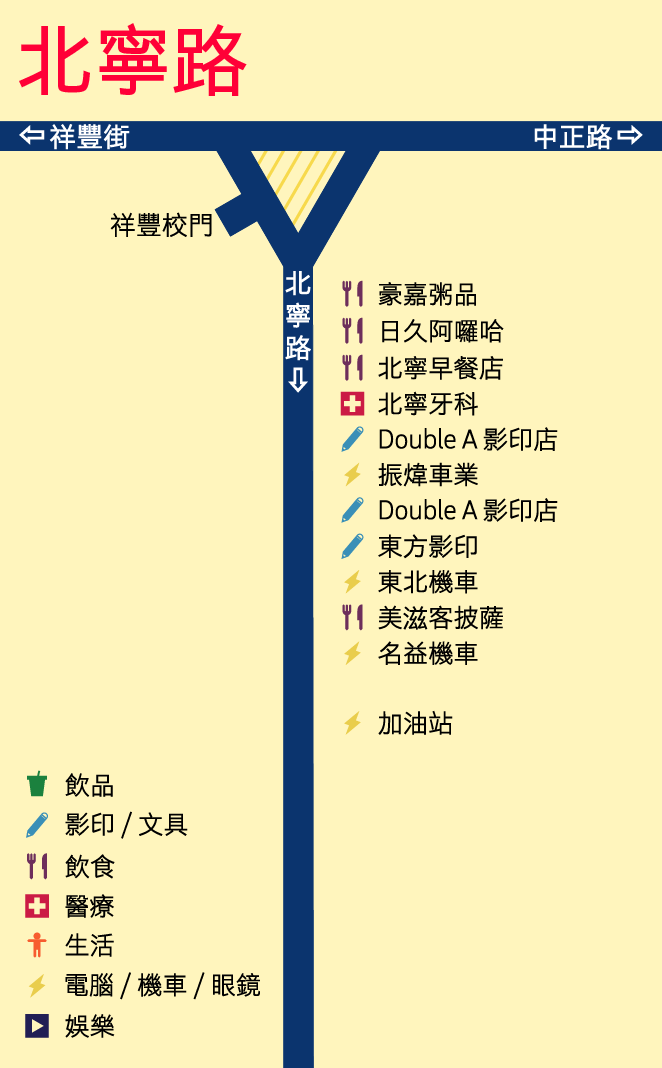 北寧路
祥豐街
中正路
祥豐校門
北寧路
豪嘉粥品
日久阿囉哈
北寧早餐店
北寧牙科
Double A 影印店
振煒車業
Double A 影印店
東方影印
東北機車
美滋客披薩
名益機車
加油站
飲品
影印 / 文具
飲食
醫療
生活
電腦 / 機車 / 眼鏡
娛樂